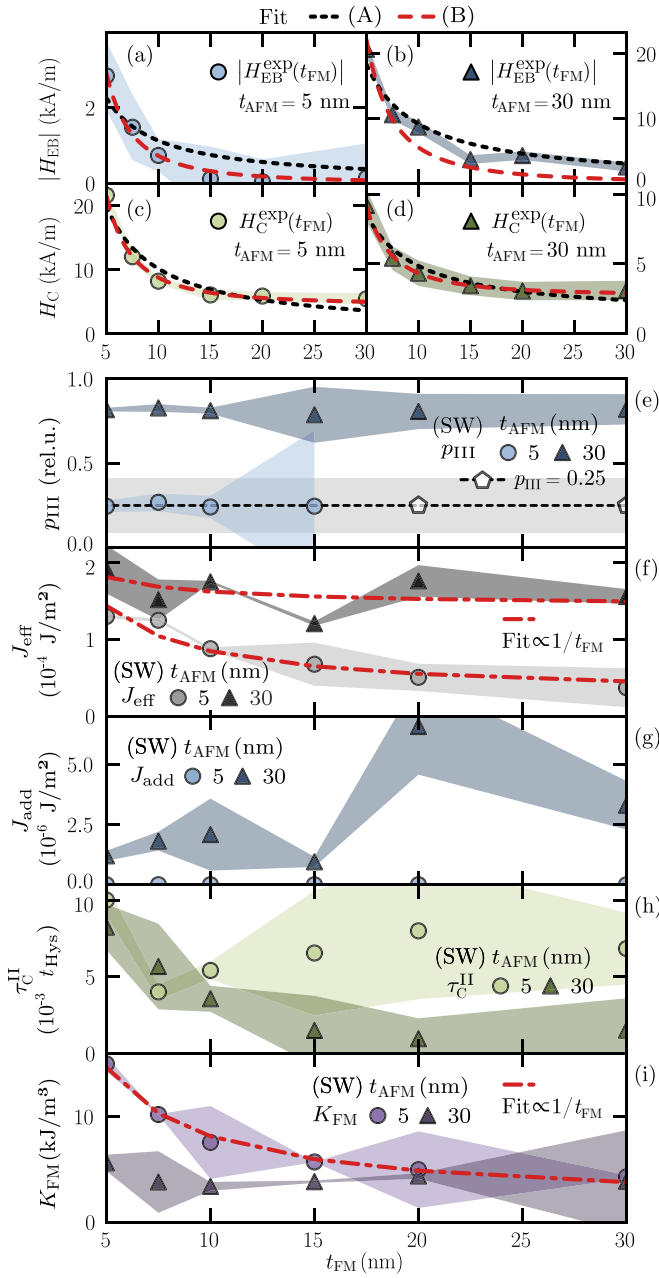 Fit (A) (B)
(a) |H_EB^exp(t_FM)|
t_AFM = 5 nm
(b) |H_EB^exp(t_FM)|
t_AFM = 30 nm
|H_EB| (kA/m)
2
0
20
10
0
(c) H_C^exp(t_FM)
t_AFM = 5 nm
(d) H_C^exp(t_FM)
t_AFM = 30 nm
H_C (kA/m)
20
10
0
10
5
0
5 10 15 20 25 30
5 10 15 20 25 30
(e)
p_III (rel.u.)
1.0
0.5
0.0
(SW) t_AFM (nm)
p_III 5 30
p_III = 0.25
(f)
J_eff
(10^-4 J/m²)
2
1
0
Fit∝1/t_FM
(SW) t_AFM (nm)
J_eff 5 30
(g)
J_add
(10^-6 J/m²)
5.0
2.5
0.0
(SW) t_AFM (nm)
J_add 5 30
(h)
τ_C^II
(10^-3 t_Hys)
10
5
0
(SW) t_AFM (nm)
τ_C^II 5 30
(i)
K_FM (kJ/m³)
10
0
(SW) t_AFM (nm)
K_FM 5 30
Fit∝1/t_FM
5 10 15 20 25 30
t_FM (nm)